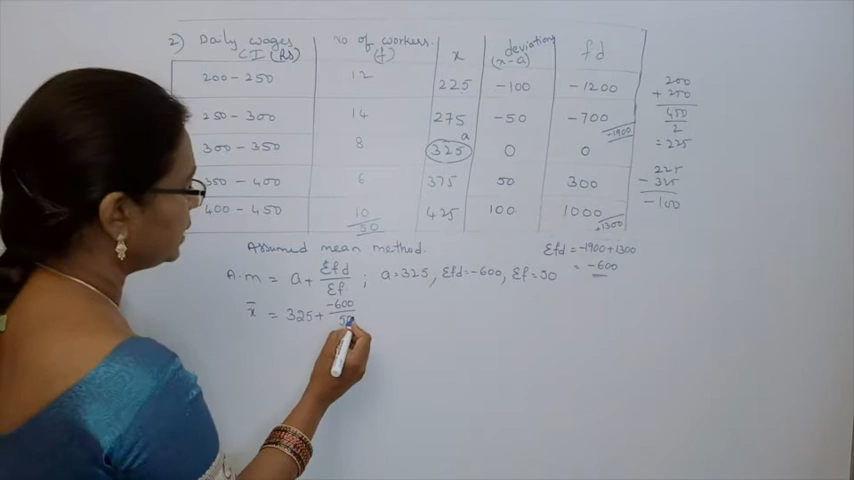 2) Daily wages No of workers. x deviation fd
CI (Rs) (f) (x-a)
200 - 250 12 225 -100 -1200
250 - 300 14 275 -50 -700
-1900
a
300 - 350 8 325 0 0
350 - 400 6 375 50 300
400 - 450 10 425 100 1000
50 +1300
200
+ 250
450
2
= 225
225
- 325
- 100
Assumed mean method.
Σfd = -1900 + 1300
= -600
A.m = a + Σfd / Σf ; a = 325, Σfd = -600, Σf = 50
x̄ = 325 + -600 / 50